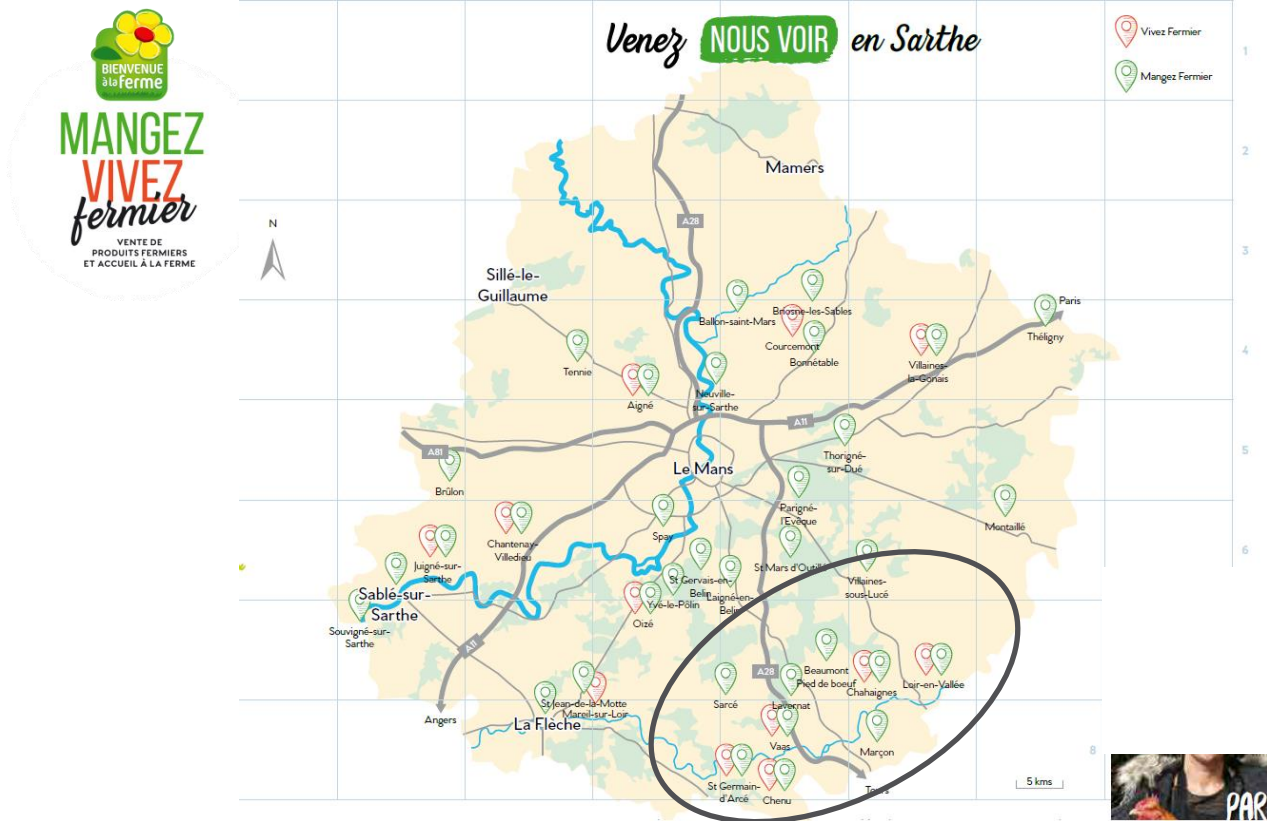 BIENVENUE
à la ferme
MANGEZ
VIVEZ
fermier
VENTE DE
PRODUITS FERMIERS
ET ACCUEIL À LA FERME
Venez NOUS VOIR en Sarthe
Vivez Fermier
Mangez Fermier
1
2
3
4
5
6
8
N
Mamers
A28
Sillé-le-
Guillaume
Ballon-saint-Mars
Briosne-les-Sables
Courcemont
Bonnétable
Paris
Théligny
Villaines-
la-Gonais
Tennie
Aigné
Neuville-
sur-Sarthe
A11
A81
Brûlon
Le Mans
Thorigné-
sur-Dué
Parigné-
l'Evêque
Montaillé
Spay
Chantenay-
Villedieu
Juigné-sur-
Sarthe
St Mars d'Outillé
Villaines-
sous-Lucé
St Gervais-en-
Belin
Laigné-en-
Belin
Yvé-le-Pôlin
Oizé
Sablé-sur-
Sarthe
Souvigné-sur-
Sarthe
A11
A28
Beaumont
Pied de boeuf
Chahaignes
Loir-en-Vallée
Sarcé
Lavernat
St Jean-de-la-Motte
Mareil-sur-Loir
La Flèche
Angers
Vaas
Marçon
St Germain-
d'Arcé
Chenu
Tours
5 kms
PAR